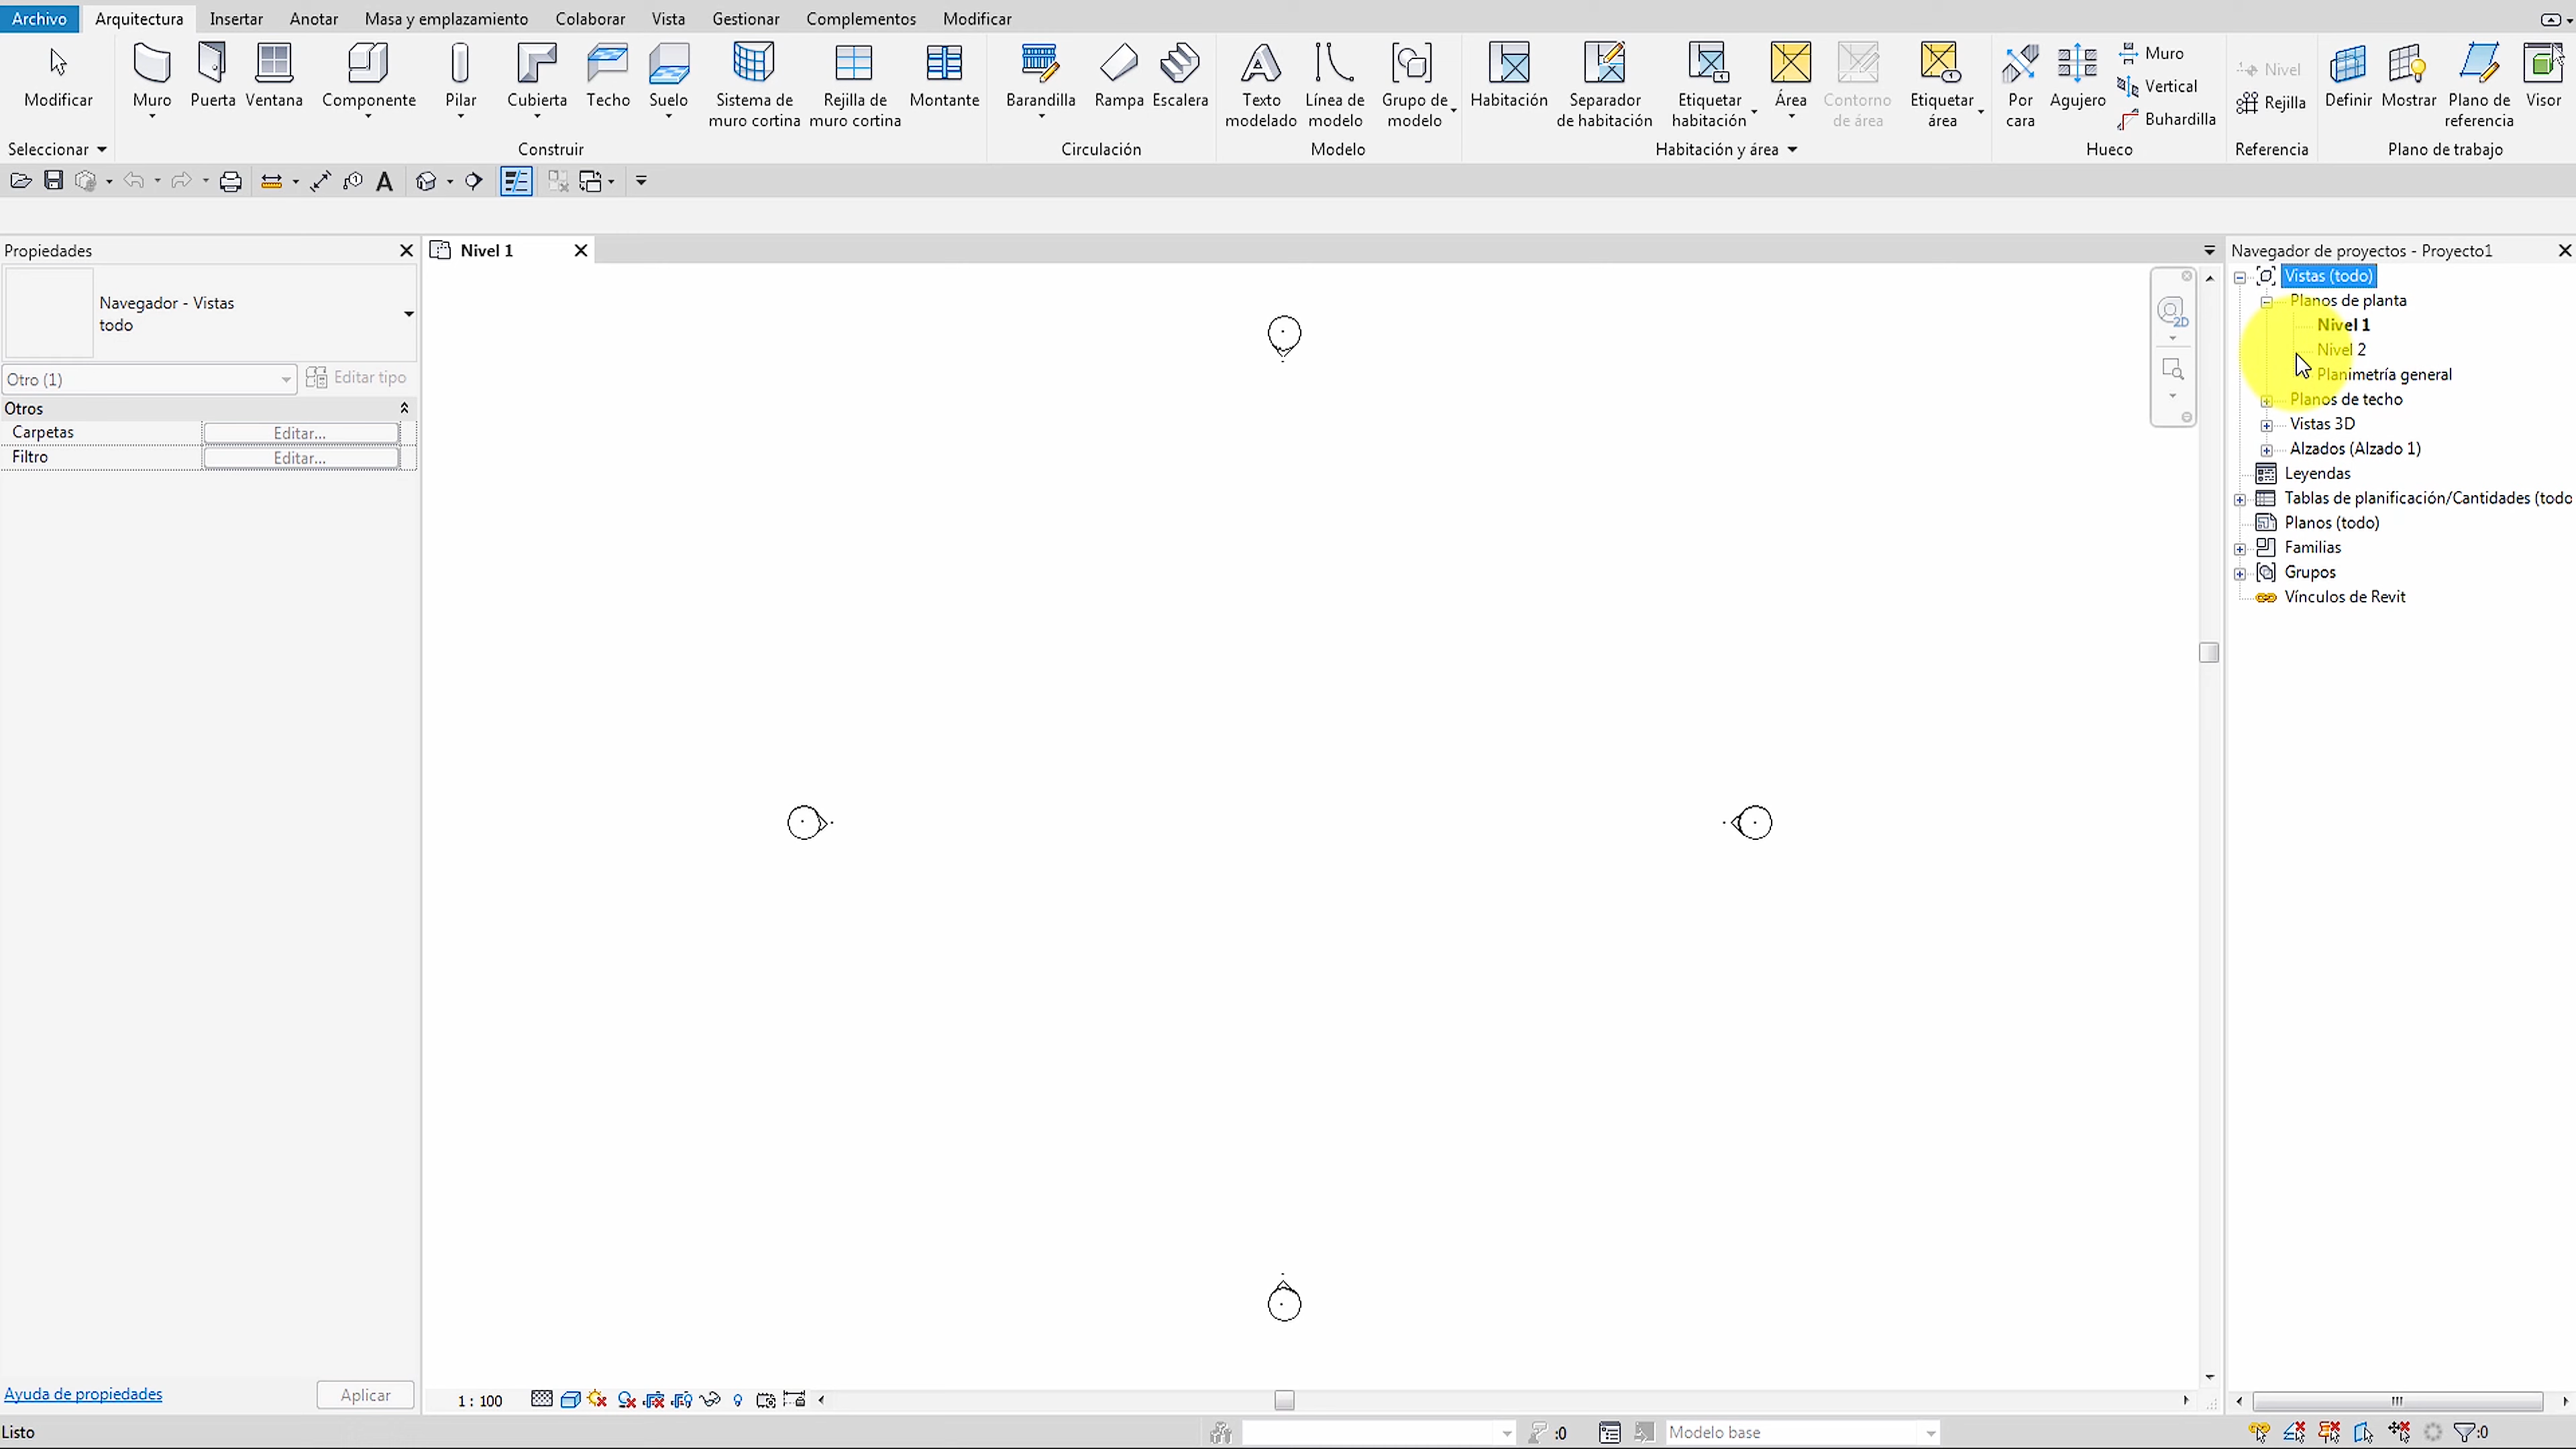 Archivo Arquitectura Insertar Anotar Masa y emplazamiento Colaborar Vista Gestionar Complementos Modificar
Modificar Muro Puerta Ventana Componente Pilar Cubierta Techo Suelo Sistema de muro cortina Rejilla de muro cortina Montante Barandilla Rampa Escalera Texto modelado Línea de modelo Grupo de modelo Habitación Separador de habitación Etiquetar habitación Área Contorno de área Etiquetar área Por cara Agujero Muro Vertical Buhardilla Nivel Rejilla Definir Mostrar Plano de referencia Visor
Seleccionar Construir Circulación Modelo Habitación y área Hueco Referencia Plano de trabajo
Propiedades
Navegador - Vistas
todo
Otro (1) Editar tipo
Otros
Carpetas Editar...
Filtro Editar...
Ayuda de propiedades Aplicar
Nivel 1
2D
1 : 100
Navegador de proyectos - Proyecto1
Vistas (todo)
Planos de planta
Nivel 1
Nivel 2
Planimetría general
Planos de techo
Vistas 3D
Alzados (Alzado 1)
Leyendas
Tablas de planificación/Cantidades (todo
Planos (todo)
Familias
Grupos
Vínculos de Revit
Listo :0 Modelo base :0